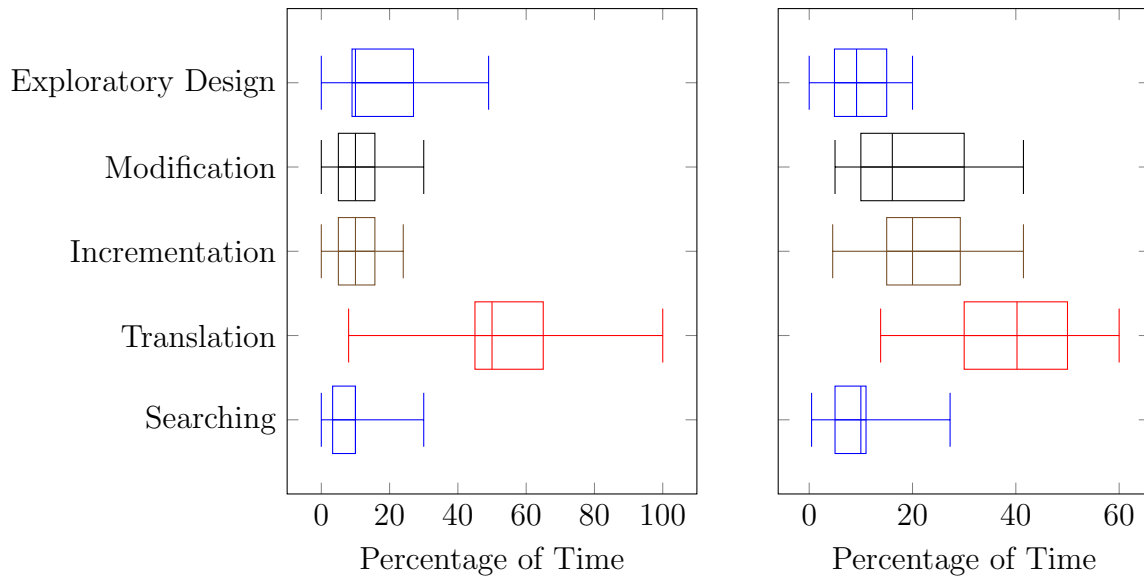 Exploratory Design
Modification
Incrementation
Translation
Searching
0 20 40 60 80 100
Percentage of Time
0 20 40 60
Percentage of Time